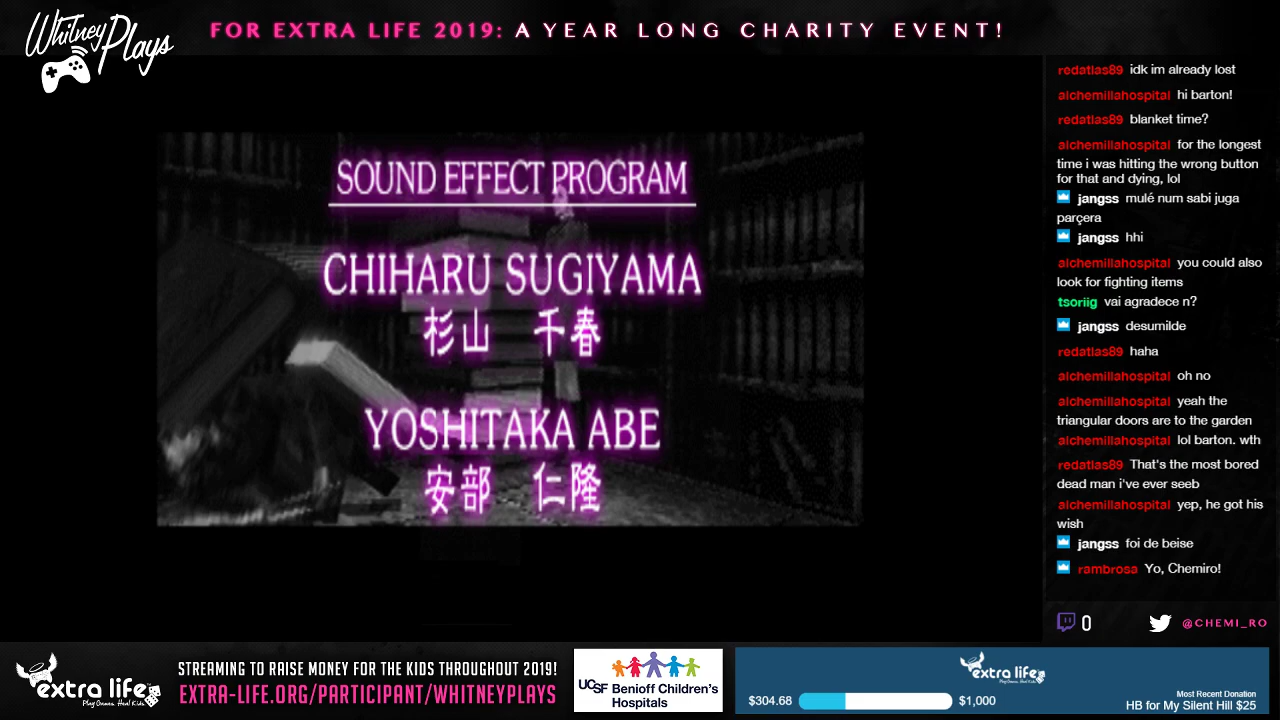 Whitney Plays
FOR EXTRA LIFE 2019: A YEAR LONG CHARITY EVENT!
SOUND EFFECT PROGRAM
CHIHARU SUGIYAMA
杉山 千春
YOSHITAKA ABE
安部 仁隆
redatlas89 idk im already lost
alchemillahospital hi barton!
redatlas89 blanket time?
alchemillahospital for the longest
time i was hitting the wrong button
for that and dying, lol
jangss mulé num sabi juga
parçera
jangss hhi
alchemillahospital you could also
look for fighting items
tsoriig vai agradece n?
jangss desumilde
redatlas89 haha
alchemillahospital oh no
alchemillahospital yeah the
triangular doors are to the garden
alchemillahospital lol barton. wth
redatlas89 That's the most bored
dead man i've ever seeb
alchemillahospital yep, he got his
wish
jangss foi de beise
rambrosa Yo, Chemiro!
0
@CHEMI_RO
extra life
Play Games. Heal Kids.
STREAMING TO RAISE MONEY FOR THE KIDS THROUGHOUT 2019!
EXTRA-LIFE.ORG/PARTICIPANT/WHITNEYPLAYS
UCSF Benioff Children's
Hospitals
extra life
Play Games. Heal Kids.
$304.68
$1,000
Most Recent Donation
HB for My Silent Hill $25